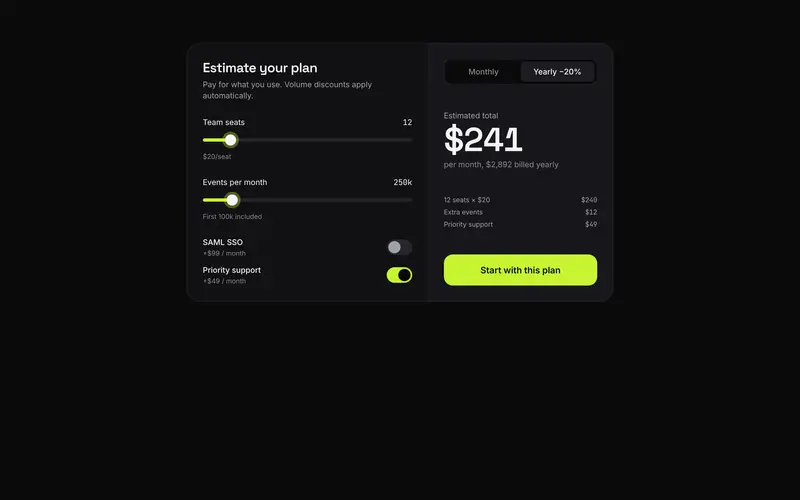 Estimate your plan
Pay for what you use. Volume discounts apply
automatically.
Team seats 12
$20/seat
Events per month 250k
First 100k included
SAML SSO
+$99 / month
Priority support
+$49 / month
Monthly Yearly −20%
Estimated total
$241
per month, $2,892 billed yearly
12 seats × $20 $240
Extra events $12
Priority support $49
Start with this plan